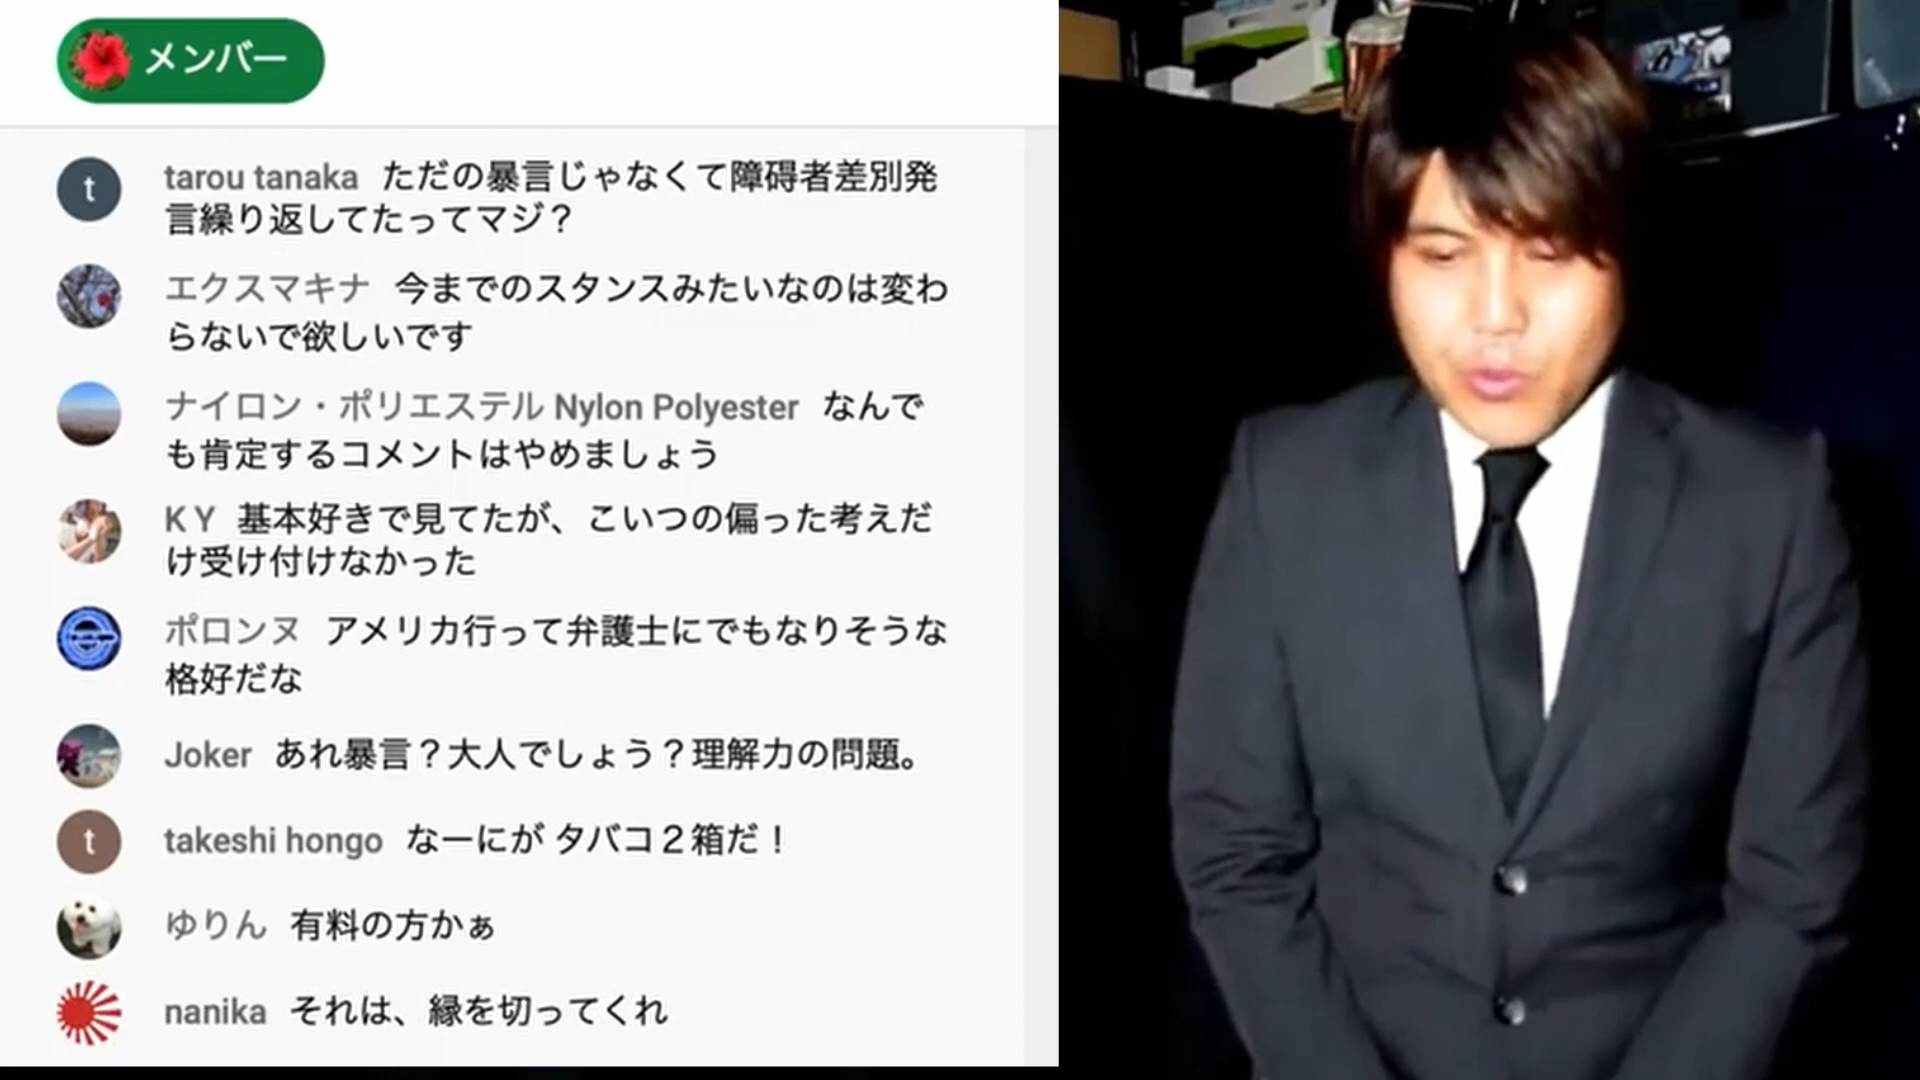 メンバー
tarou tanaka ただの暴言じゃなくて障碍者差別発
言繰り返してたってマジ？
エクスマキナ 今までのスタンスみたいなのは変わ
らないで欲しいです
ナイロン・ポリエステル Nylon Polyester なんで
も肯定するコメントはやめましょう
K Y 基本好きで見てたが、こいつの偏った考えだ
け受け付けなかった
ポロンヌ アメリカ行って弁護士にでもなりそうな
格好だな
Joker あれ暴言？大人でしょう？理解力の問題。
takeshi hongo なーにが タバコ２箱だ！
ゆりん 有料の方かぁ
nanika それは、縁を切ってくれ